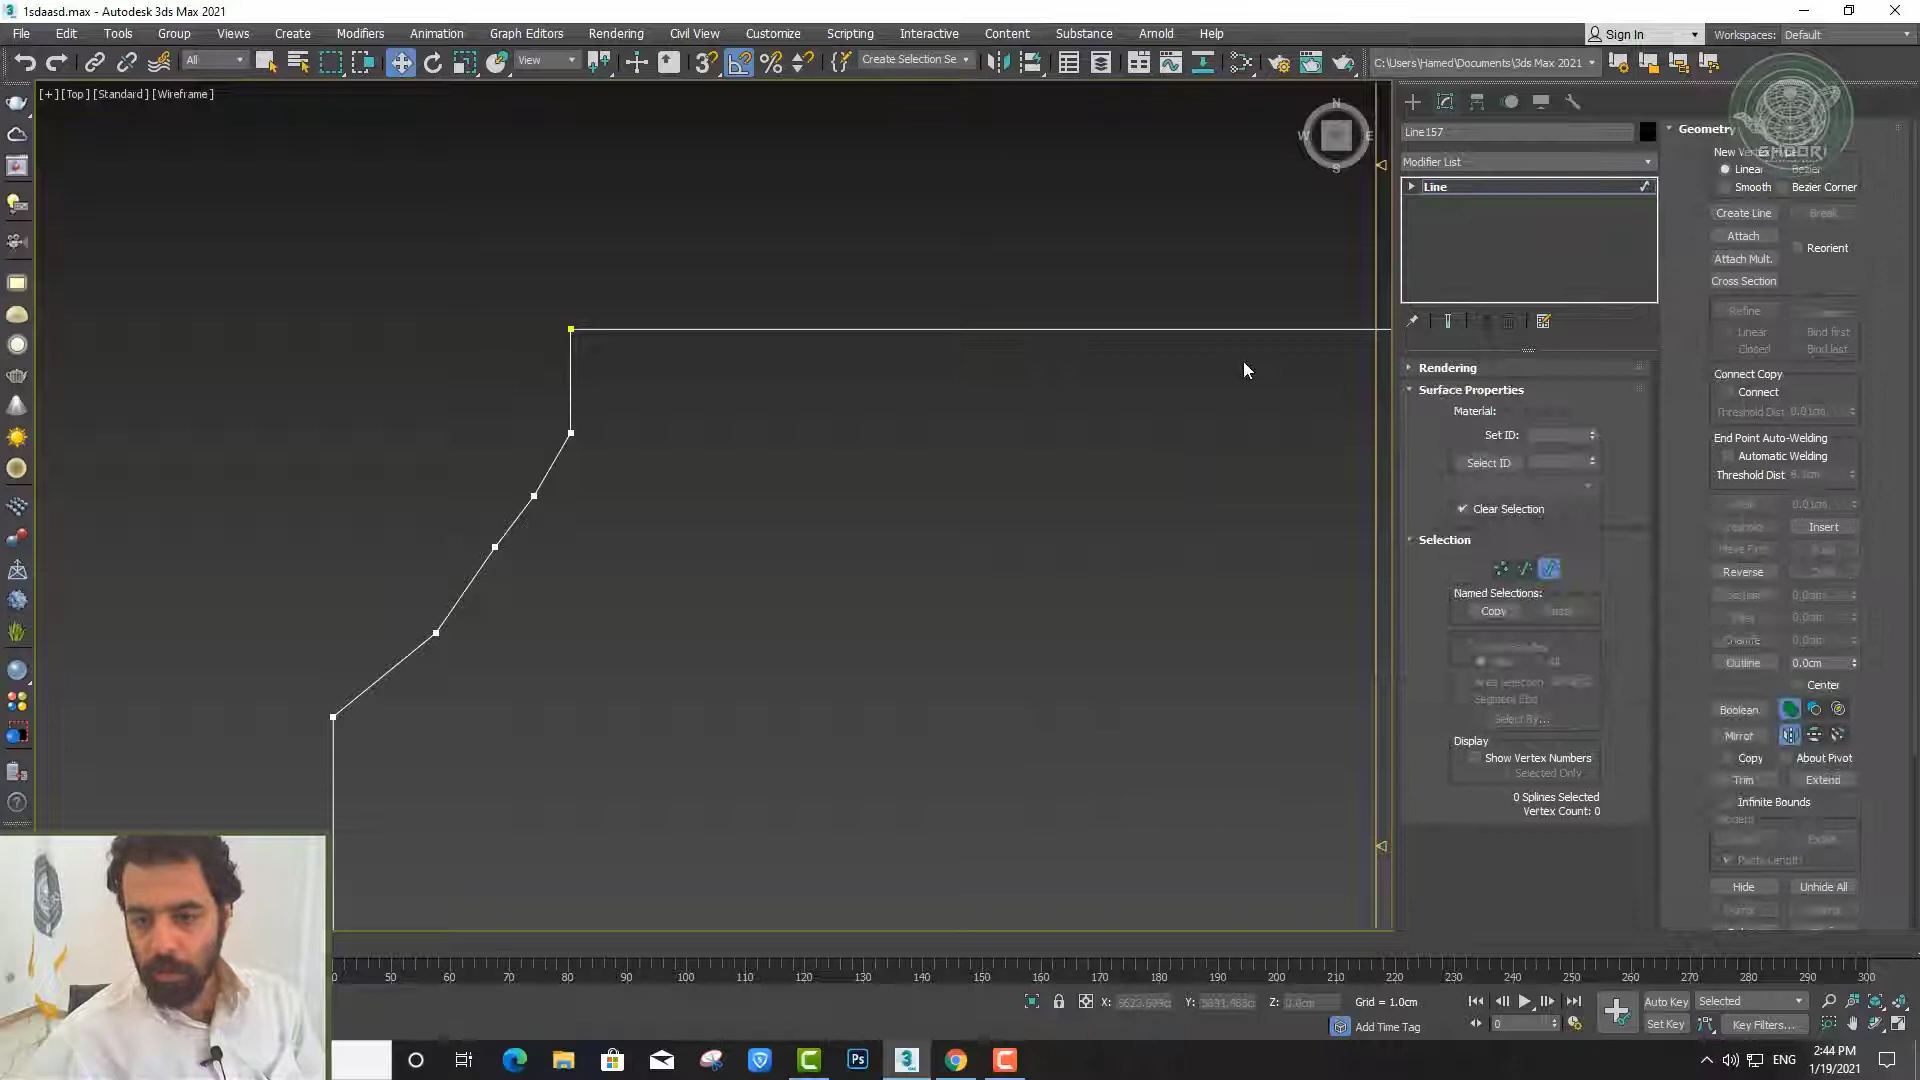 1sdaasd.max - Autodesk 3ds Max 2021
File Edit Tools Group Views Create Modifiers Animation Graph Editors Rendering Civil View Customize Scripting Interactive Content Substance Arnold Help
Sign In Workspaces: Default
All View Create Selection Se C:\Users\Hamed\Documents\3ds Max 2021
[+] [Top] [Standard] [Wireframe]
N
W E
S
Line157
Modifier List
Line
Rendering
Surface Properties
Material:
Set ID:
Select ID
Clear Selection
Selection
Named Selections:
Copy
Area Selection
Segment End
Select By...
Display
Show Vertex Numbers
Selected Only
0 Splines Selected
Vertex Count: 0
Geometry
New Vertex Type
Linear Bezier
Smooth Bezier Corner
Create Line Break
Attach
Reorient
Attach Mult.
Cross Section
Refine
Linear Bind first
Closed Bind last
Connect Copy
Connect
Threshold Dist 0.01cm
End Point Auto-Welding
Automatic Welding
Threshold Dist
0.01cm
Insert
Reverse
0.0cm
0.0cm
0.0cm
Outline 0.0cm
Center
Boolean
Mirror
Copy About Pivot
Trim Extend
Infinite Bounds
Paste Length
Hide Unhide All
50 60 70 80 90 100 110 120 130 140 150 160 170 180 190 200 210 220 230 240 250 260 270 280 290 300
X: Y: Z: 0.0cm Grid = 1.0cm
Add Time Tag
0
Auto Key Selected
Set Key Key Filters...
ENG
2:44 PM
1/19/2021